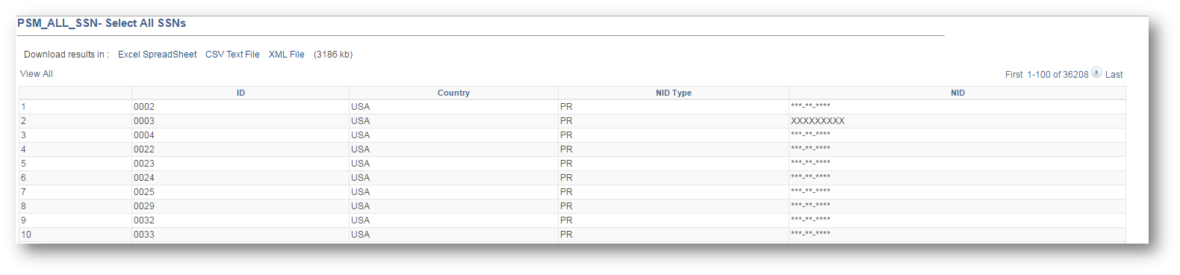 PSM_ALL_SSN- Select All SSNs
Download results in : Excel SpreadSheet CSV Text File XML File (3186 kb)
View All First 1-100 of 36208 Last
ID Country NID Type NID
1 0002 USA PR ***-**-****
2 0003 USA PR XXXXXXXXX
3 0004 USA PR ***-**-****
4 0022 USA PR ***-**-****
5 0023 USA PR ***-**-****
6 0024 USA PR ***-**-****
7 0025 USA PR ***-**-****
8 0029 USA PR ***-**-****
9 0032 USA PR ***-**-****
10 0033 USA PR ***-**-****